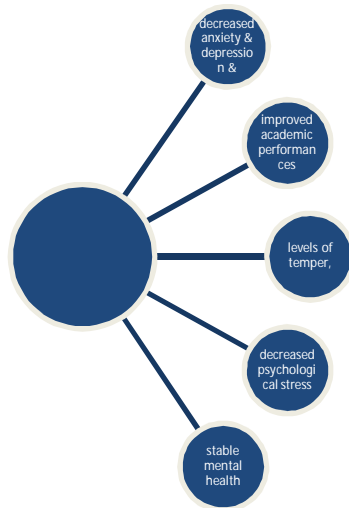 decreased
anxiety &
depressio
n &
improved
academic
performan
ces
levels of
temper,
decreased
psychologi
cal stress
stable
mental
health